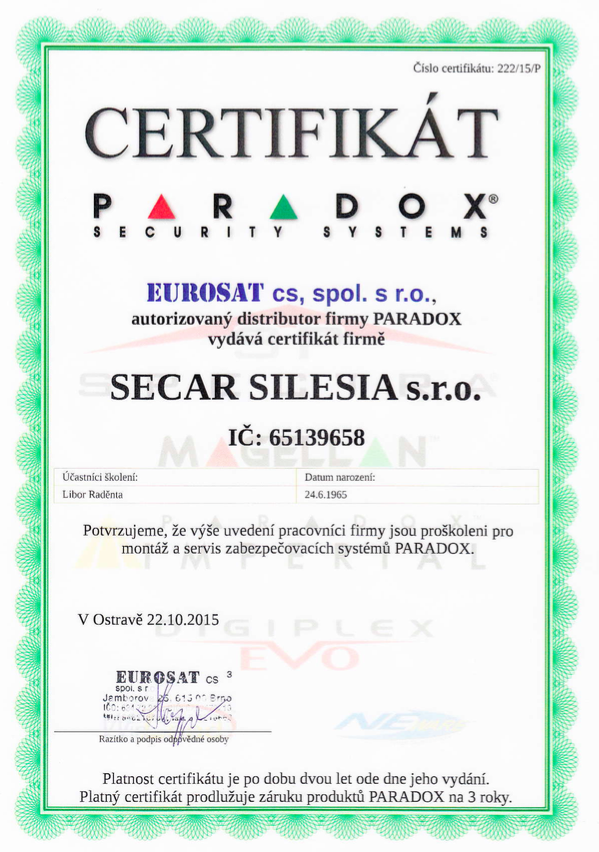 Číslo certifikátu: 222/15/P
CERTIFIKÁT
PARADOX®
SECURITY SYSTEMS
EUROSAT cs, spol. s r.o.,
autorizovaný distributor firmy PARADOX
vydává certifikát firmě
SECAR SILESIA s.r.o.
SPECTRA
IČ: 65139658
MAGELLAN
Účastníci školení: Datum narození:
Libor Raděnta 24.6.1965
PARADOX
Potvrzujeme, že výše uvedení pracovníci firmy jsou proškoleni pro
montáž a servis zabezpečovacích systémů PARADOX.
IMPERIAL
V Ostravě 22.10.2015
DIGIPLEX
EVO
EUROSAT cs 3
spol. s r
Brno
Razítko a podpis odpovědné osoby
Platnost certifikátu je po dobu dvou let ode dne jeho vydání.
Platný certifikát prodlužuje záruku produktů PARADOX na 3 roky.